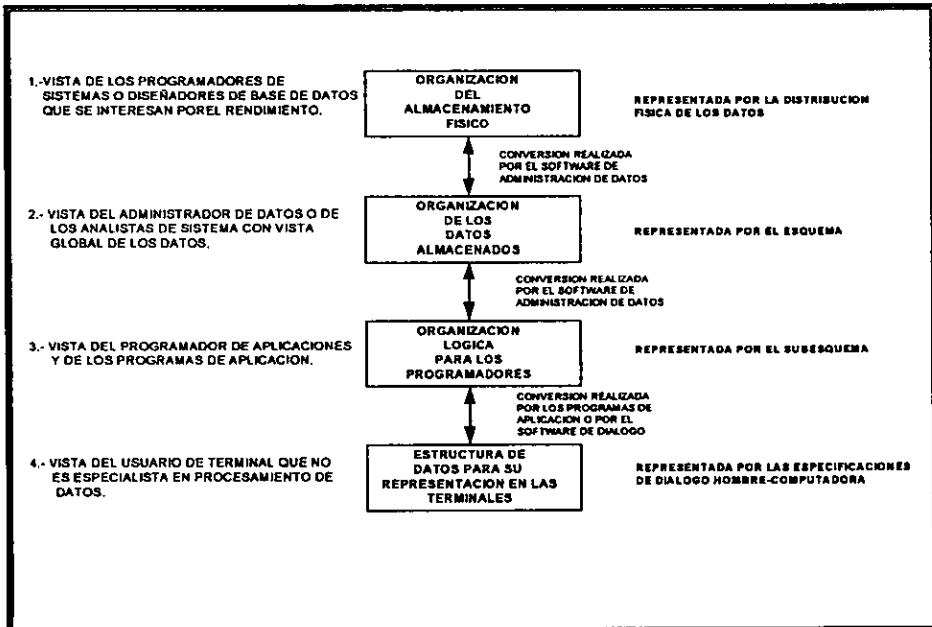 1.-VISTA DE LOS PROGRAMADORES DE
SISTEMAS O DISEÑADORES DE BASE DE DATOS
QUE SE INTERESAN POREL RENDIMIENTO.
ORGANIZACION
DEL
ALMACENAMIENTO
FISICO
REPRESENTADA POR LA DISTRIBUCION
FISICA DE LOS DATOS
CONVERSION REALIZADA
POR EL SOFTWARE DE
ADMINISTRACION DE DATOS
2.- VISTA DEL ADMINISTRADOR DE DATOS O DE
LOS ANALISTAS DE SISTEMA CON VISTA
GLOBAL DE LOS DATOS.
ORGANIZACION
DE LOS
DATOS
ALMACENADOS
REPRESENTADA POR EL ESQUEMA
CONVERSION REALIZADA
POR EL SOFTWARE DE
ADMINISTRACION DE DATOS
3.- VISTA DEL PROGRAMADOR DE APLICACIONES
Y DE LOS PROGRAMAS DE APLICACION.
ORGANIZACION
LOGICA
PARA LOS
PROGRAMADORES
REPRESENTADA POR EL SUBESQUEMA
CONVERSION REALIZADA
POR LOS PROGRAMAS DE
APLICACION O POR EL
SOFTWARE DE DIALOGO
4.- VISTA DEL USUARIO DE TERMINAL QUE NO
ES ESPECIALISTA EN PROCESAMIENTO DE
DATOS.
ESTRUCTURA DE
DATOS PARA SU
REPRESENTACION EN LAS
TERMINALES
REPRESENTADA POR LAS ESPECIFICACIONES
DE DIALOGO HOMBRE-COMPUTADORA